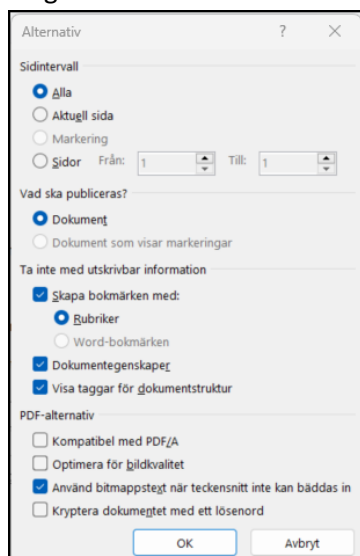 Alternativ ?
Sidintervall
Alla
Aktuell sida
Markering
Sidor Från: 1 Till: 1
Vad ska publiceras?
Dokument
Dokument som visar markeringar
Ta inte med utskrivbar information
Skapa bokmärken med:
Rubriker
Word-bokmärken
Dokumentegenskaper
Visa taggar för dokumentstruktur
PDF-alternativ
Kompatibel med PDF/A
Optimera för bildkvalitet
Använd bitmappstext när teckensnitt inte kan bäddas in
Kryptera dokumentet med ett lösenord
OK Avbryt